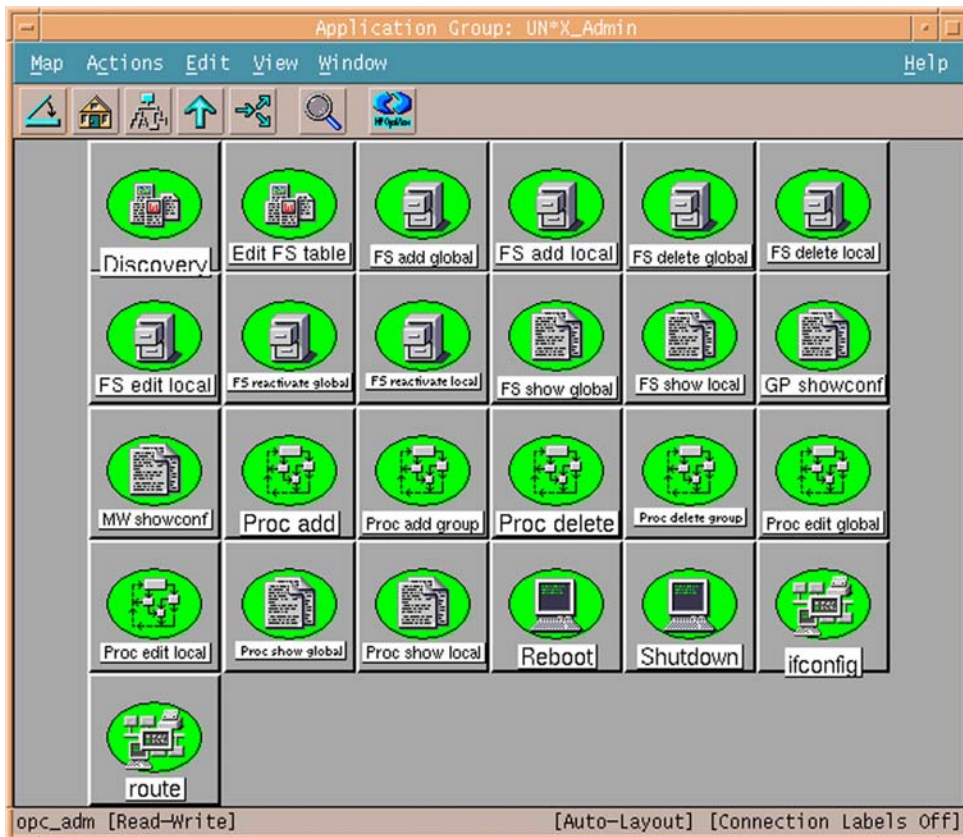 Application Group: UN*X_Admin
Map Actions Edit View Window Help
HP OpView
Discovery Edit FS table FS add global FS add local FS delete global FS delete local
FS edit local FS reactivate global FS reactivate local FS show global FS show local GP showconf
MW showconf Proc add Proc add group Proc delete Proc delete group Proc edit global
Proc edit local Proc show global Proc show local Reboot Shutdown ifconfig
route
opc_adm [Read-Write] [Auto-Layout] [Connection Labels Off]